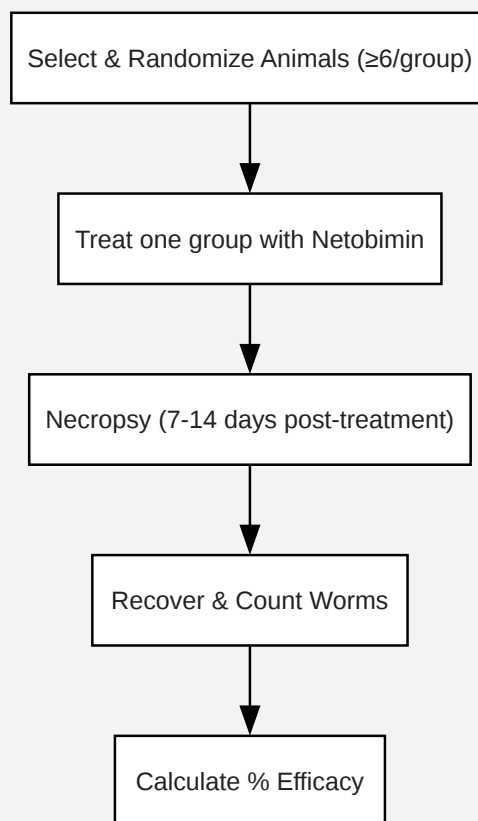 Select & Randomize Animals (≥6/group)
Treat one group with Netobimin
Necropsy (7-14 days post-treatment)
Recover & Count Worms
Calculate % Efficacy